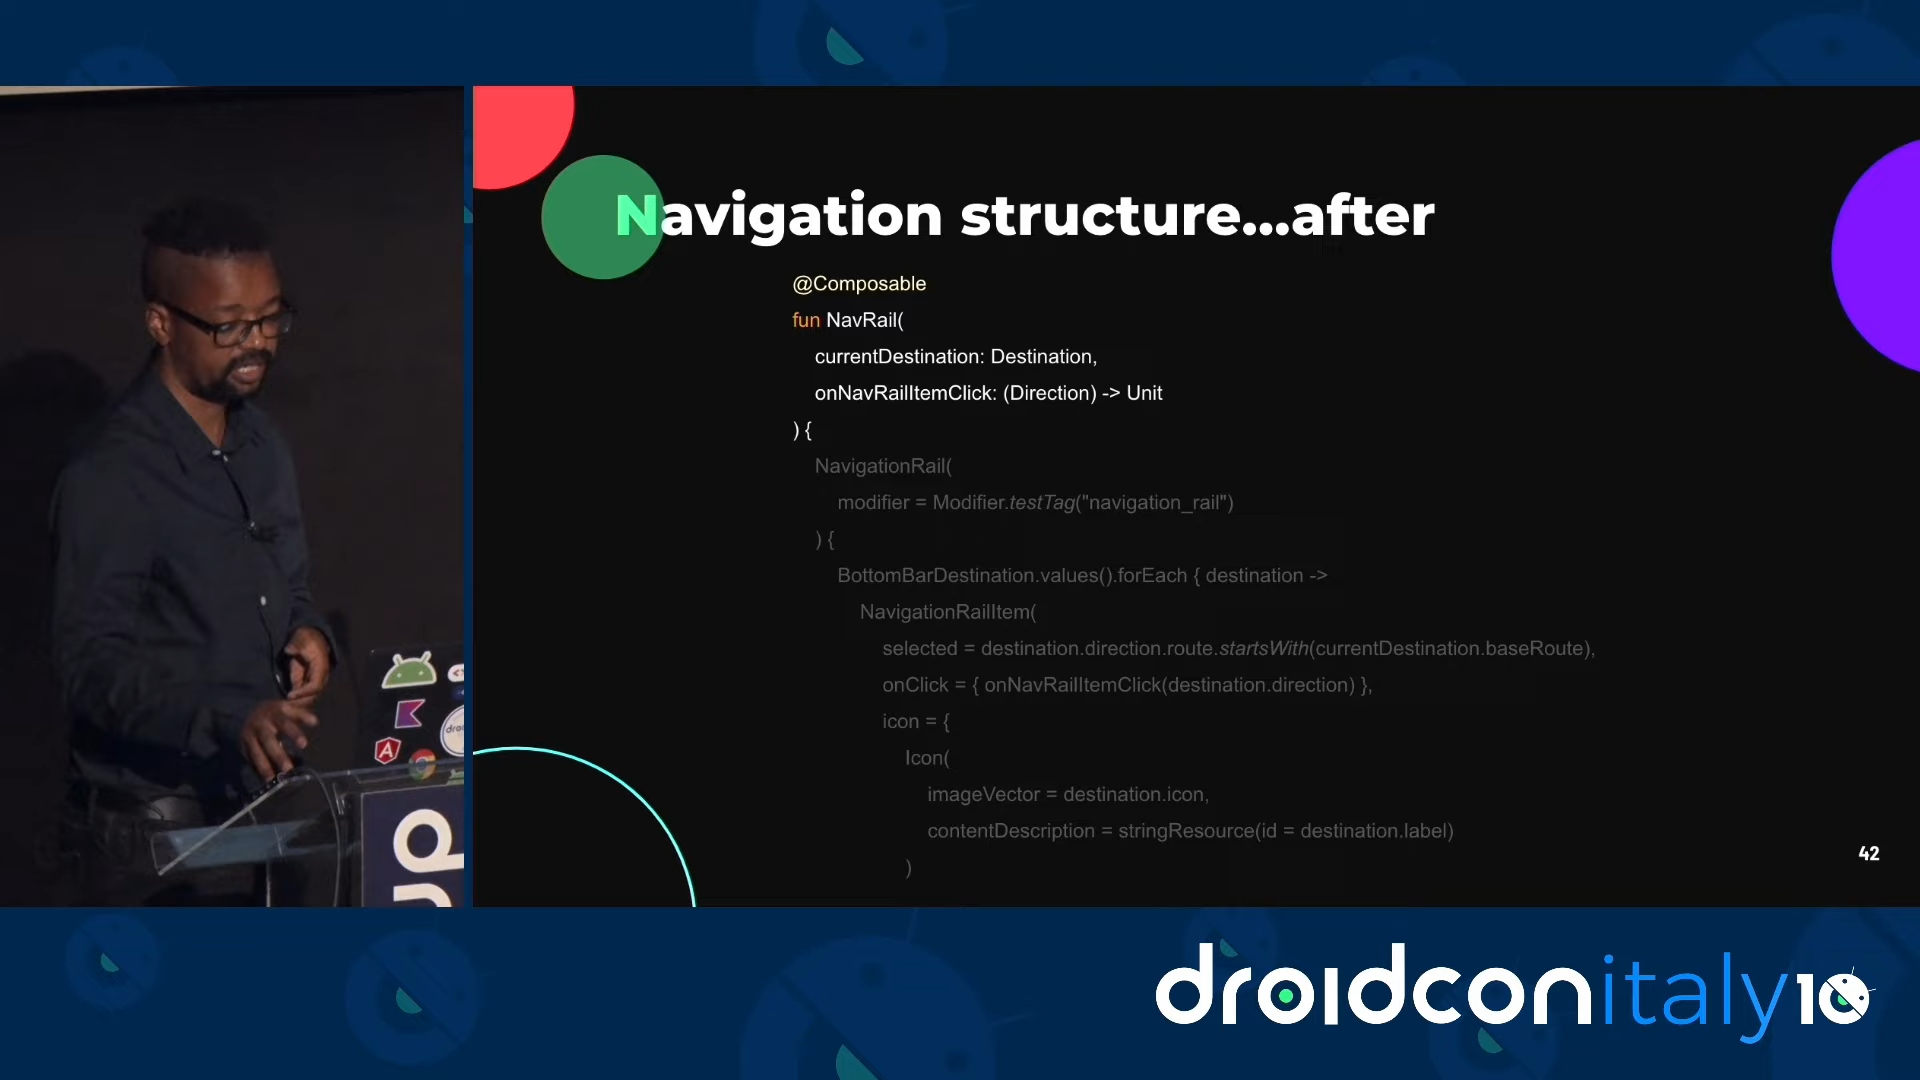 Navigation structure...after
@Composable
fun NavRail(
currentDestination: Destination,
onNavRailItemClick: (Direction) -> Unit
) {
NavigationRail(
modifier = Modifier.testTag("navigation_rail")
) {
BottomBarDestination.values().forEach { destination ->
NavigationRailItem(
selected = destination.direction.route.startsWith(currentDestination.baseRoute),
onClick = { onNavRailItemClick(destination.direction) },
icon = {
Icon(
imageVector = destination.icon,
contentDescription = stringResource(id = destination.label)
)
42
droidconitaly10